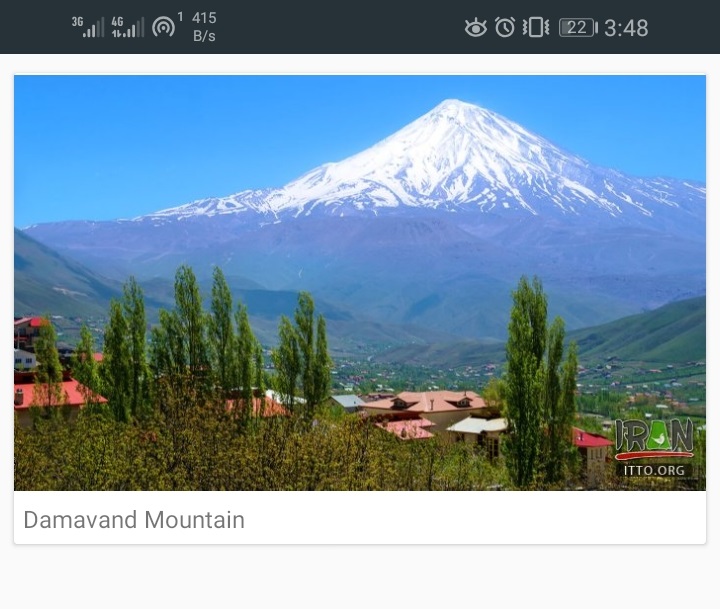 3G 4G 1 415
B/s
22 3:48
IRAN
ITTO.ORG
Damavand Mountain